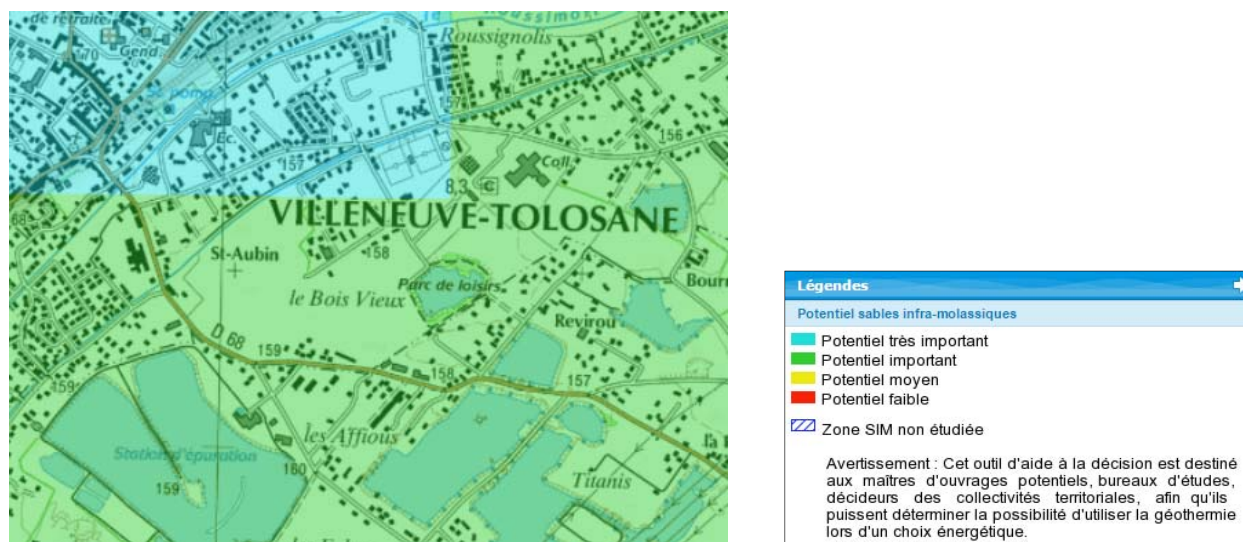 de retraite
Roussignolis
170
Gend.
St. pomp.
157
Ec.
157
156
Coll.
8,3
C
VILLENEUVE-TOLOSANE
St-Aubin
158
Parc de loisirs
le Bois Vieux
Revirou
D 68
159
158
157
159
les Affious
Station d'épuration
160
159
Titanis
Légendes
Potentiel sables infra-molassiques
Potentiel très important
Potentiel important
Potentiel moyen
Potentiel faible
Zone SIM non étudiée
Avertissement : Cet outil d'aide à la décision est destiné
aux maîtres d'ouvrages potentiels, bureaux d'études,
décideurs des collectivités territoriales, afin qu'ils
puissent déterminer la possibilité d'utiliser la géothermie
lors d'un choix énergétique.